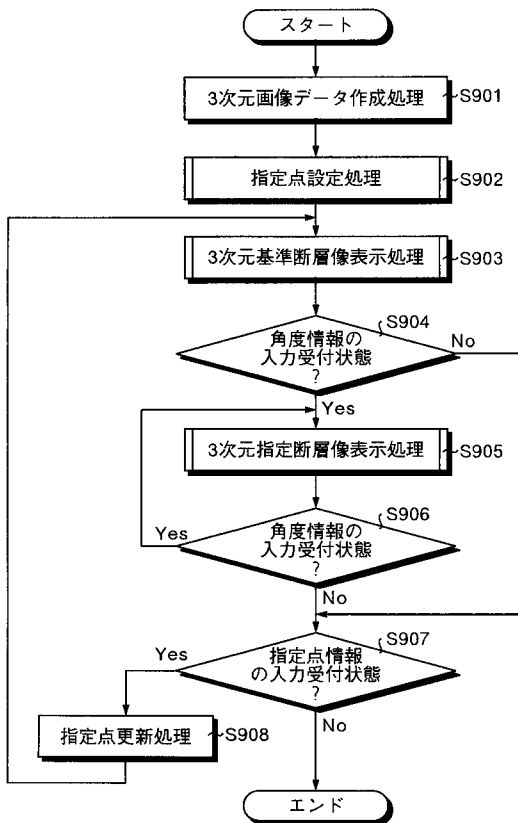 スタート
3次元画像データ作成処理
S901
指定点設定処理
S902
3次元基準断層像表示処理
S903
S904
角度情報の
入力受付状態
?
No
Yes
3次元指定断層像表示処理
S905
S906
角度情報の
入力受付状態
?
Yes
No
S907
指定点情報
の入力受付状態
?
Yes
No
指定点更新処理
S908
エンド